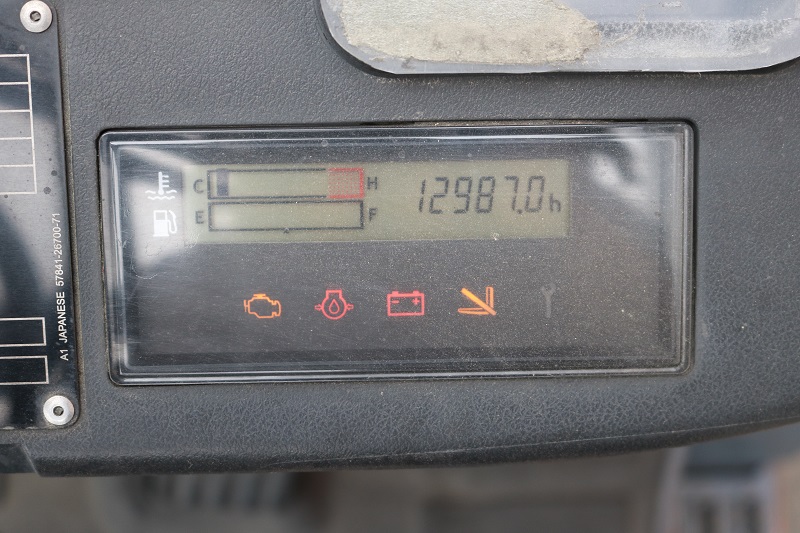 C H
12987.0h
E F
A1 JAPANESE 57841-26700-71